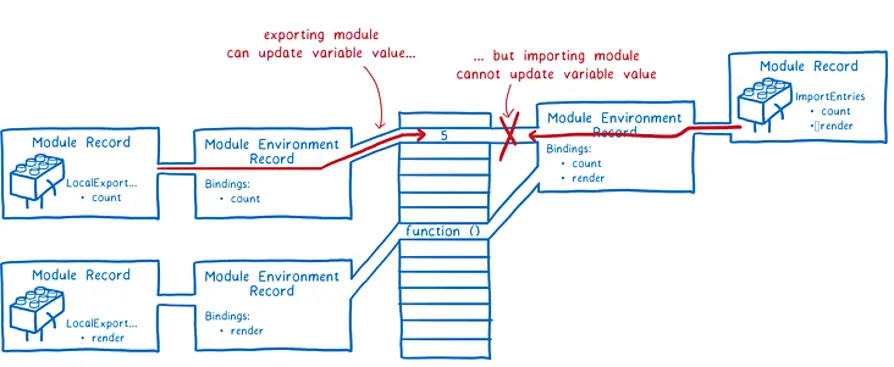 exporting module
can update variable value...
... but importing module
cannot update variable value
Module Record
ImportEntries
• count
•[]render
Module Environment
Record
Bindings:
• count
• render
5
Module Record
LocalExport...
• count
Module Environment
Record
Bindings:
• count
function ()
Module Record
LocalExport...
• render
Module Environment
Record
Bindings:
• render